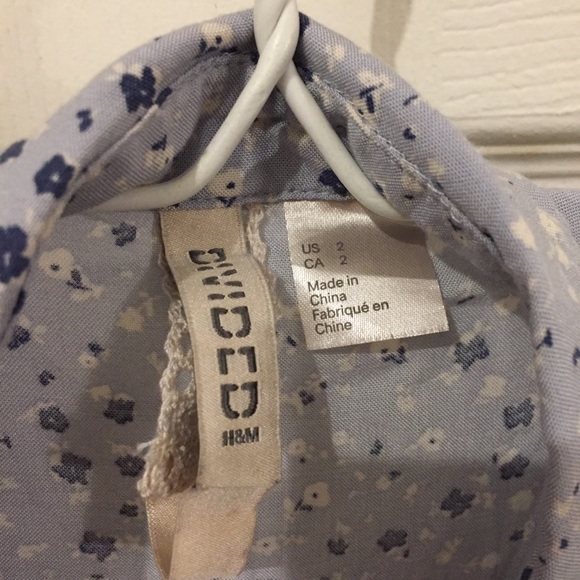 DIVIDED
H&M
US 2
CA 2
Made in
China
Fabriqué en
Chine